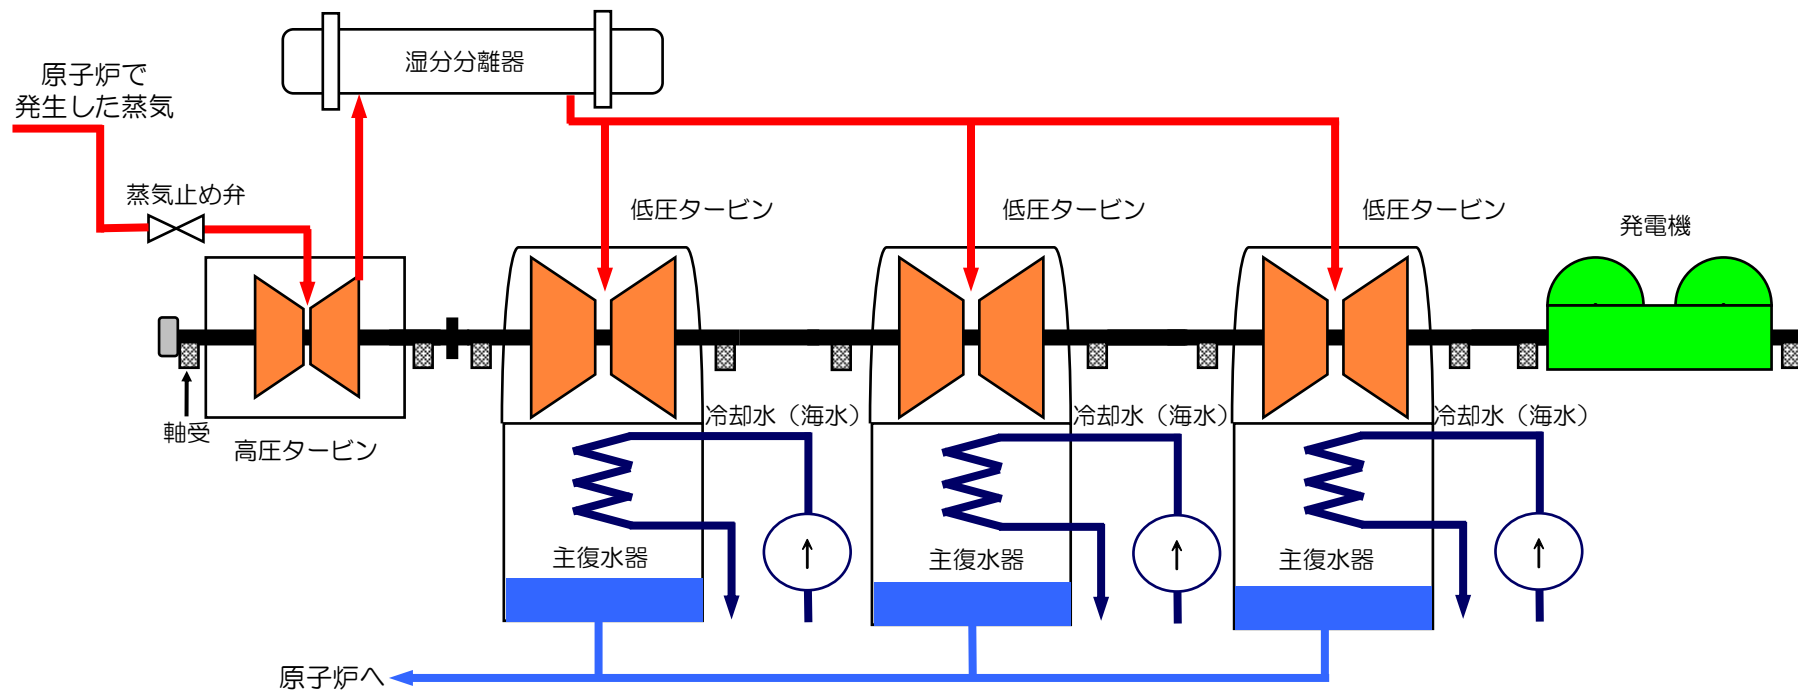 湿分分離器
原子炉で
発生した蒸気
蒸気止め弁
低圧タービン
低圧タービン
低圧タービン
発電機
軸受
高圧タービン
冷却水（海水）
冷却水（海水）
冷却水（海水）
主復水器
主復水器
主復水器
原子炉へ